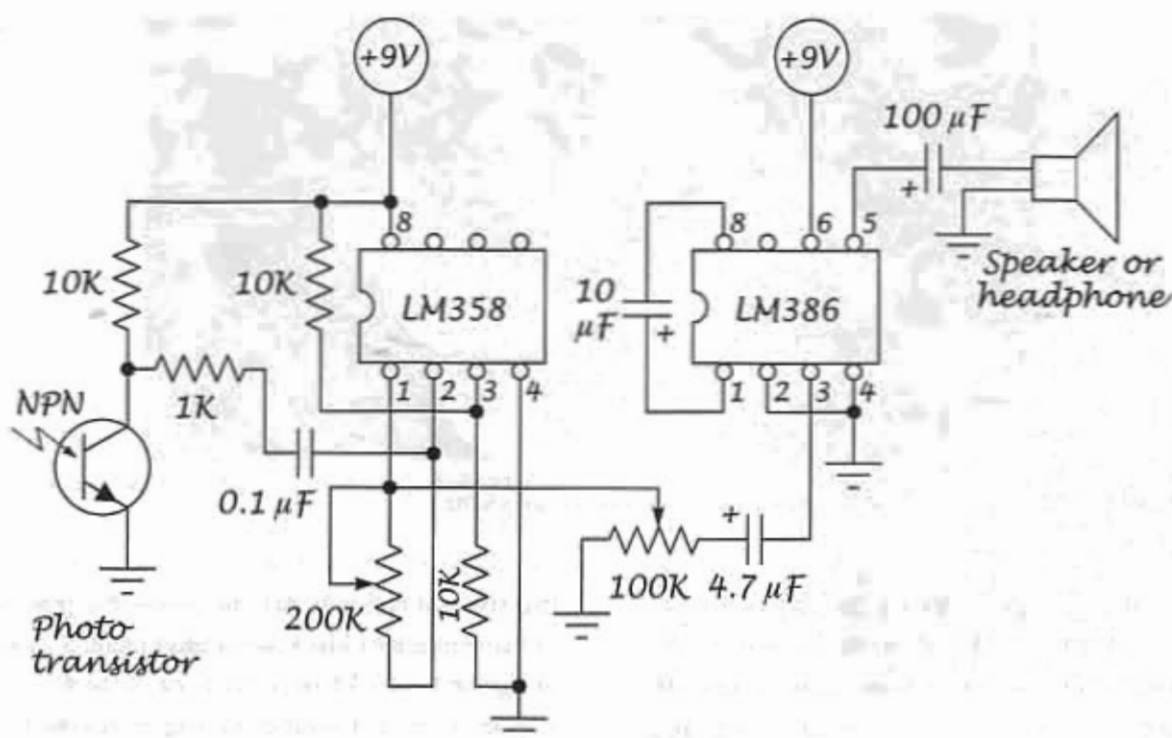 +9V
+9V
100 µF
+
8
8
6
5
10K
10K
LM358
10
µF
+
LM386
Speaker or
headphone
1
2
3
4
1
2
3
4
NPN
1K
0.1 µF
+
200K
10K
100K
4.7 µF
Photo
transistor